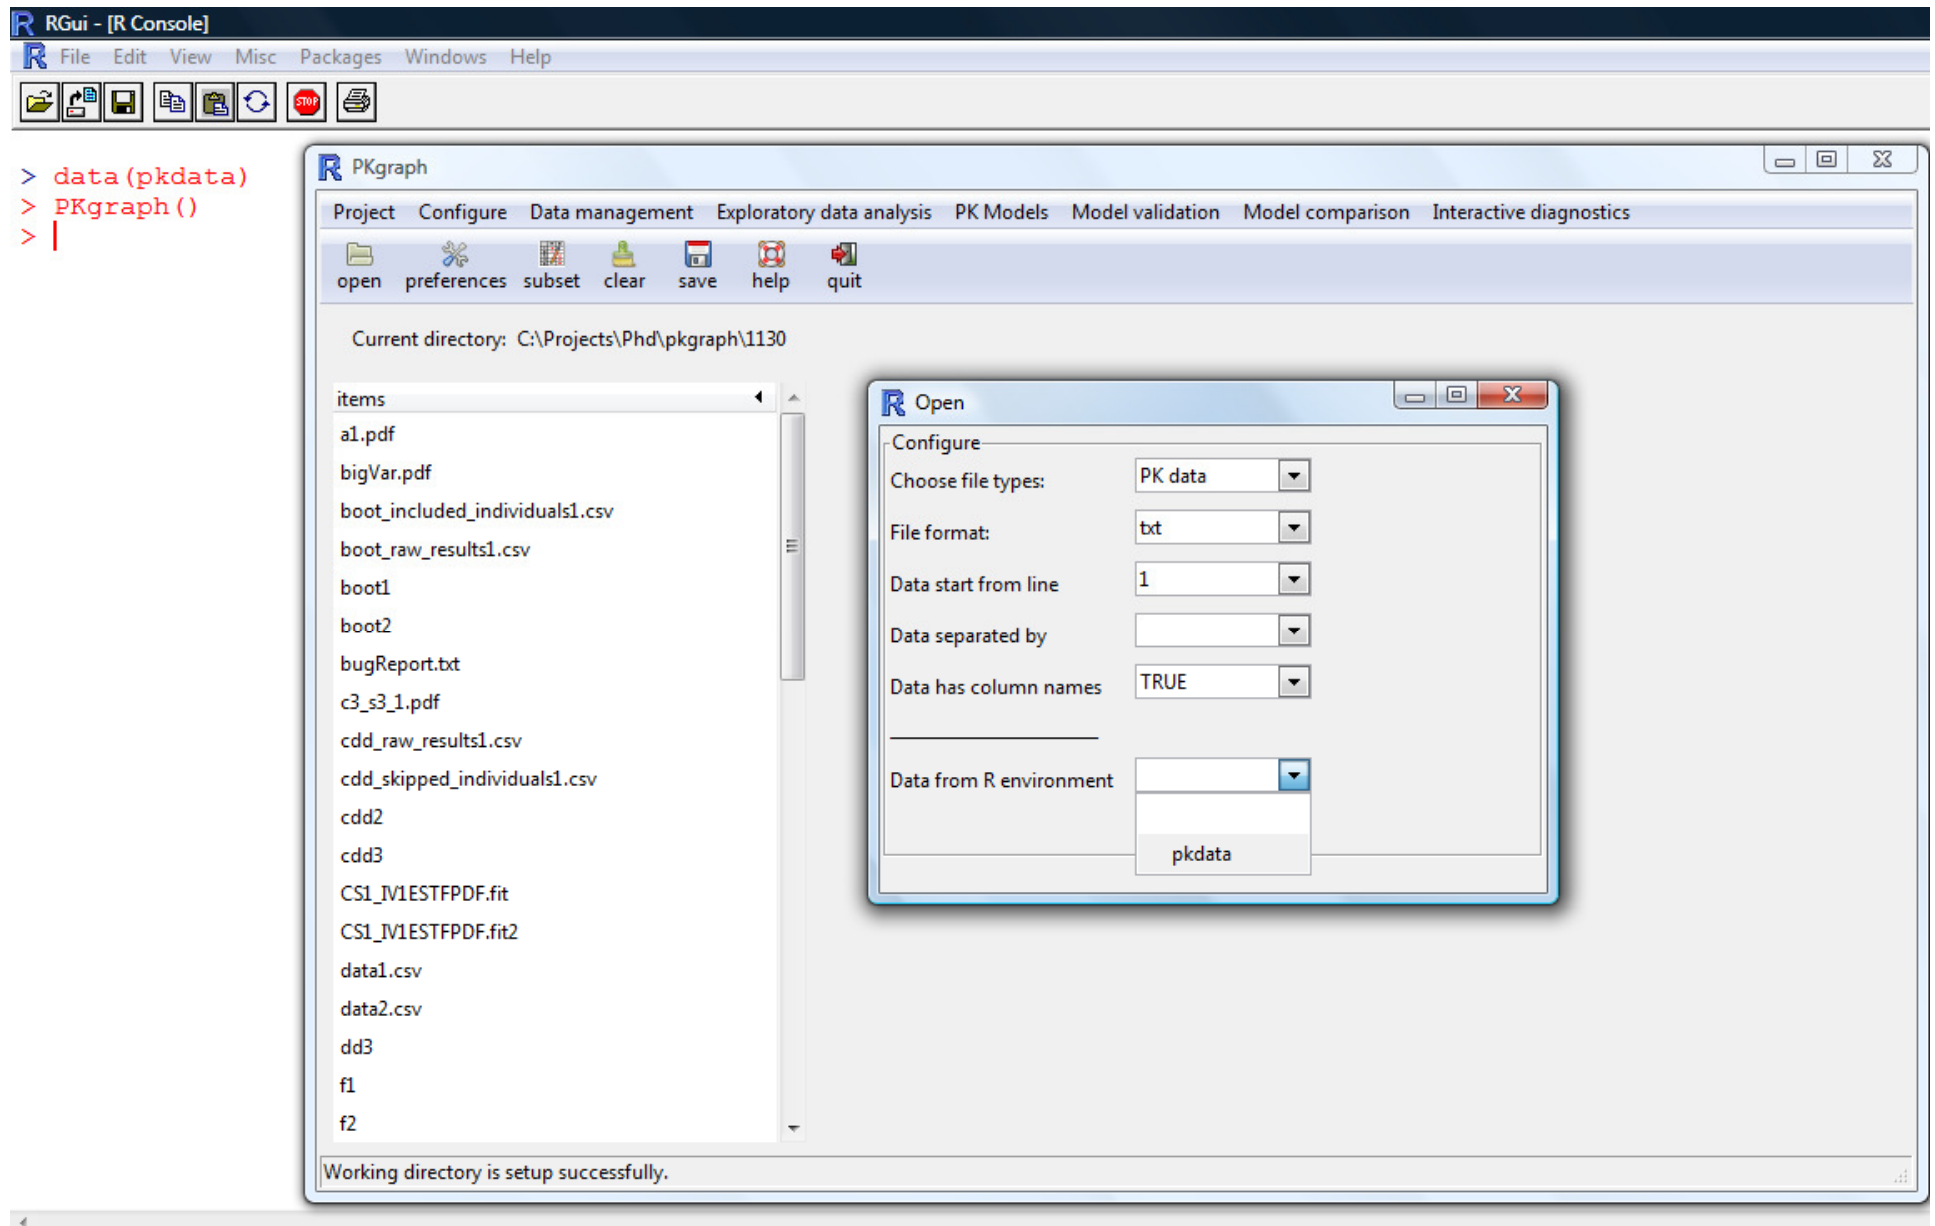 RGui - [R Console]
File Edit View Misc Packages Windows Help
STOP
> data(pkdata)
> PKgraph()
>
PKgraph
Project Configure Data management Exploratory data analysis PK Models Model validation Model comparison Interactive diagnostics
open preferences subset clear save help quit
Current directory: C:\Projects\Phd\pkgraph\1130
items
a1.pdf
bigVar.pdf
boot_included_individuals1.csv
boot_raw_results1.csv
boot1
boot2
bugReport.txt
c3_s3_1.pdf
cdd_raw_results1.csv
cdd_skipped_individuals1.csv
cdd2
cdd3
CS1_IV1ESTFPDF.fit
CS1_IV1ESTFPDF.fit2
data1.csv
data2.csv
dd3
f1
f2
Open
Configure
Choose file types: PK data
File format: txt
Data start from line 1
Data separated by
Data has column names TRUE
Data from R environment
pkdata
Working directory is setup successfully.